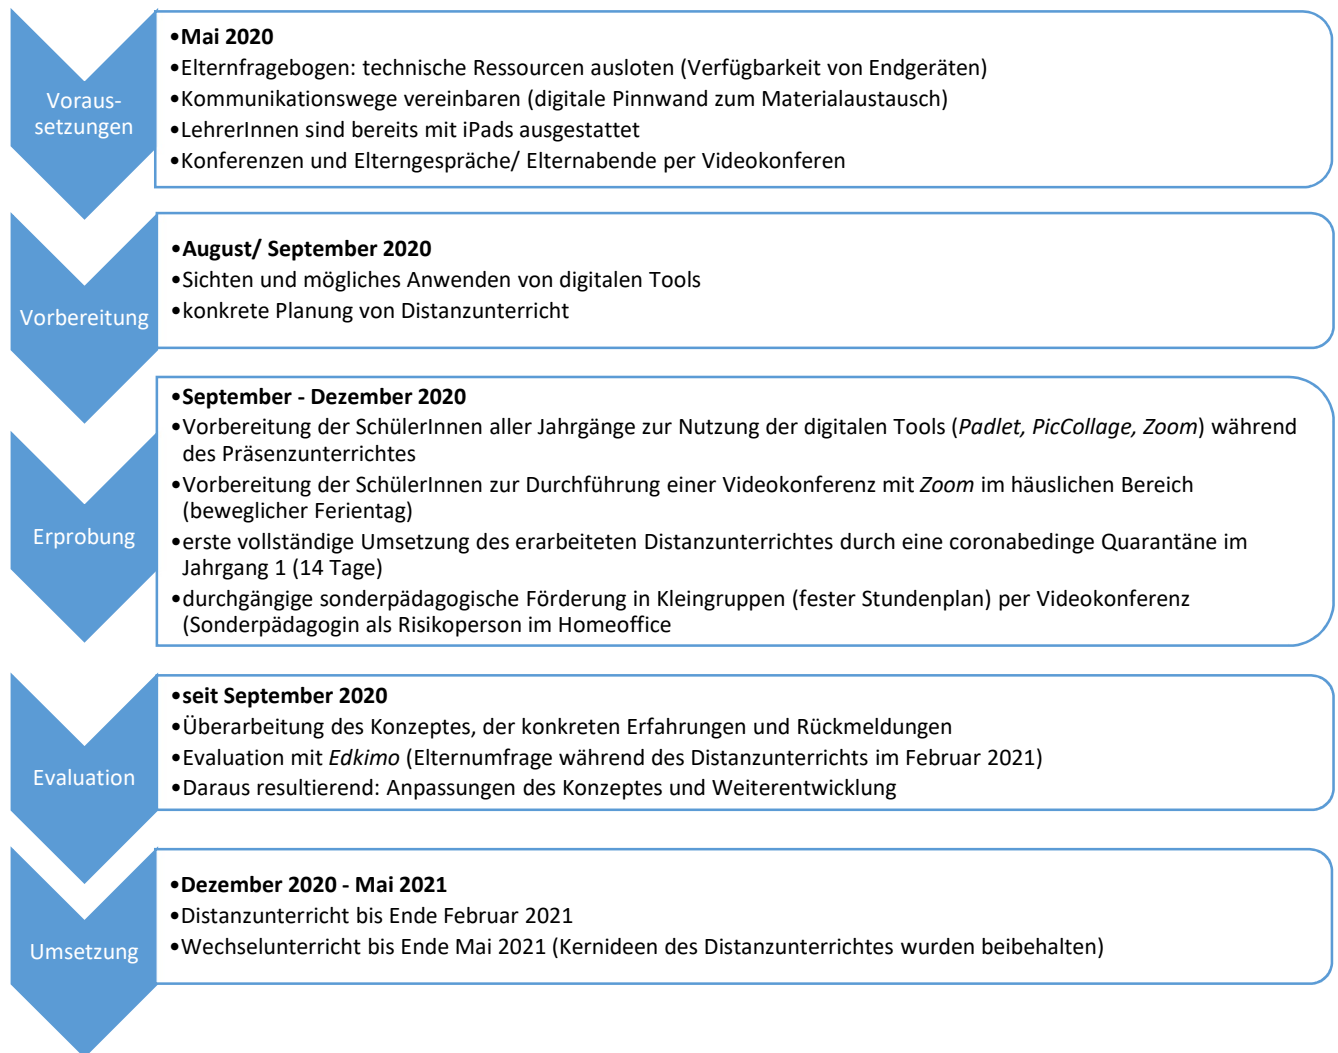 Voraus-
setzungen
•Mai 2020
•Elternfragebogen: technische Ressourcen ausloten (Verfügbarkeit von Endgeräten)
•Kommunikationswege vereinbaren (digitale Pinnwand zum Materialaustausch)
•LehrerInnen sind bereits mit iPads ausgestattet
•Konferenzen und Elterngespräche/ Elternabende per Videokonferen
Vorbereitung
•August/ September 2020
•Sichten und mögliches Anwenden von digitalen Tools
•konkrete Planung von Distanzunterricht
Erprobung
•September - Dezember 2020
•Vorbereitung der SchülerInnen aller Jahrgänge zur Nutzung der digitalen Tools (Padlet, PicCollage, Zoom) während
des Präsenzunterrichtes
•Vorbereitung der SchülerInnen zur Durchführung einer Videokonferenz mit Zoom im häuslichen Bereich
(beweglicher Ferientag)
•erste vollständige Umsetzung des erarbeiteten Distanzunterrichtes durch eine coronabedinge Quarantäne im
Jahrgang 1 (14 Tage)
•durchgängige sonderpädagogische Förderung in Kleingruppen (fester Stundenplan) per Videokonferenz
(Sonderpädagogin als Risikoperson im Homeoffice
Evaluation
•seit September 2020
•Überarbeitung des Konzeptes, der konkreten Erfahrungen und Rückmeldungen
•Evaluation mit Edkimo (Elternumfrage während des Distanzunterrichts im Februar 2021)
•Daraus resultierend: Anpassungen des Konzeptes und Weiterentwicklung
Umsetzung
•Dezember 2020 - Mai 2021
•Distanzunterricht bis Ende Februar 2021
•Wechselunterricht bis Ende Mai 2021 (Kernideen des Distanzunterrichtes wurden beibehalten)